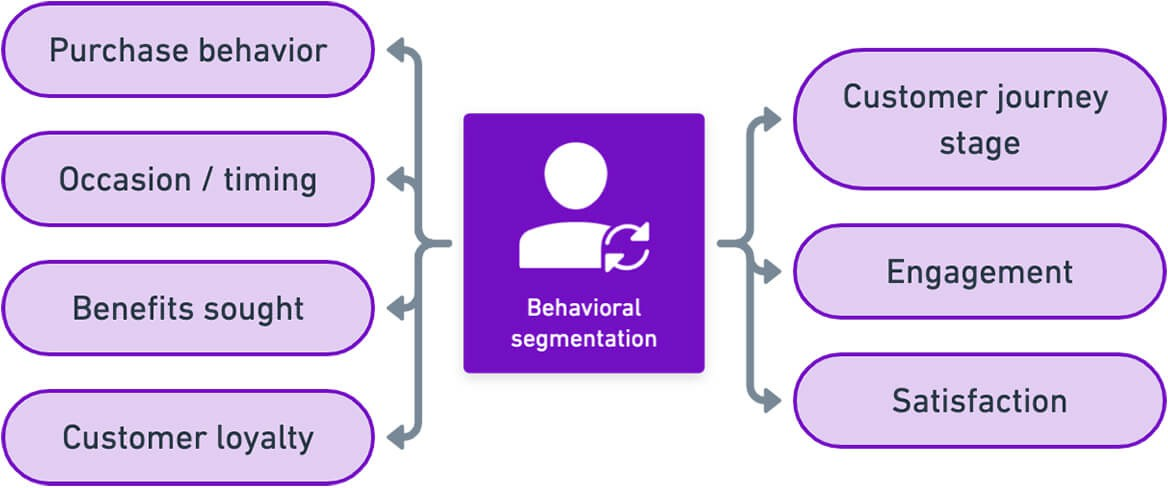 Purchase behavior
Occasion / timing
Benefits sought
Customer loyalty
Behavioral
segmentation
Customer journey
stage
Engagement
Satisfaction